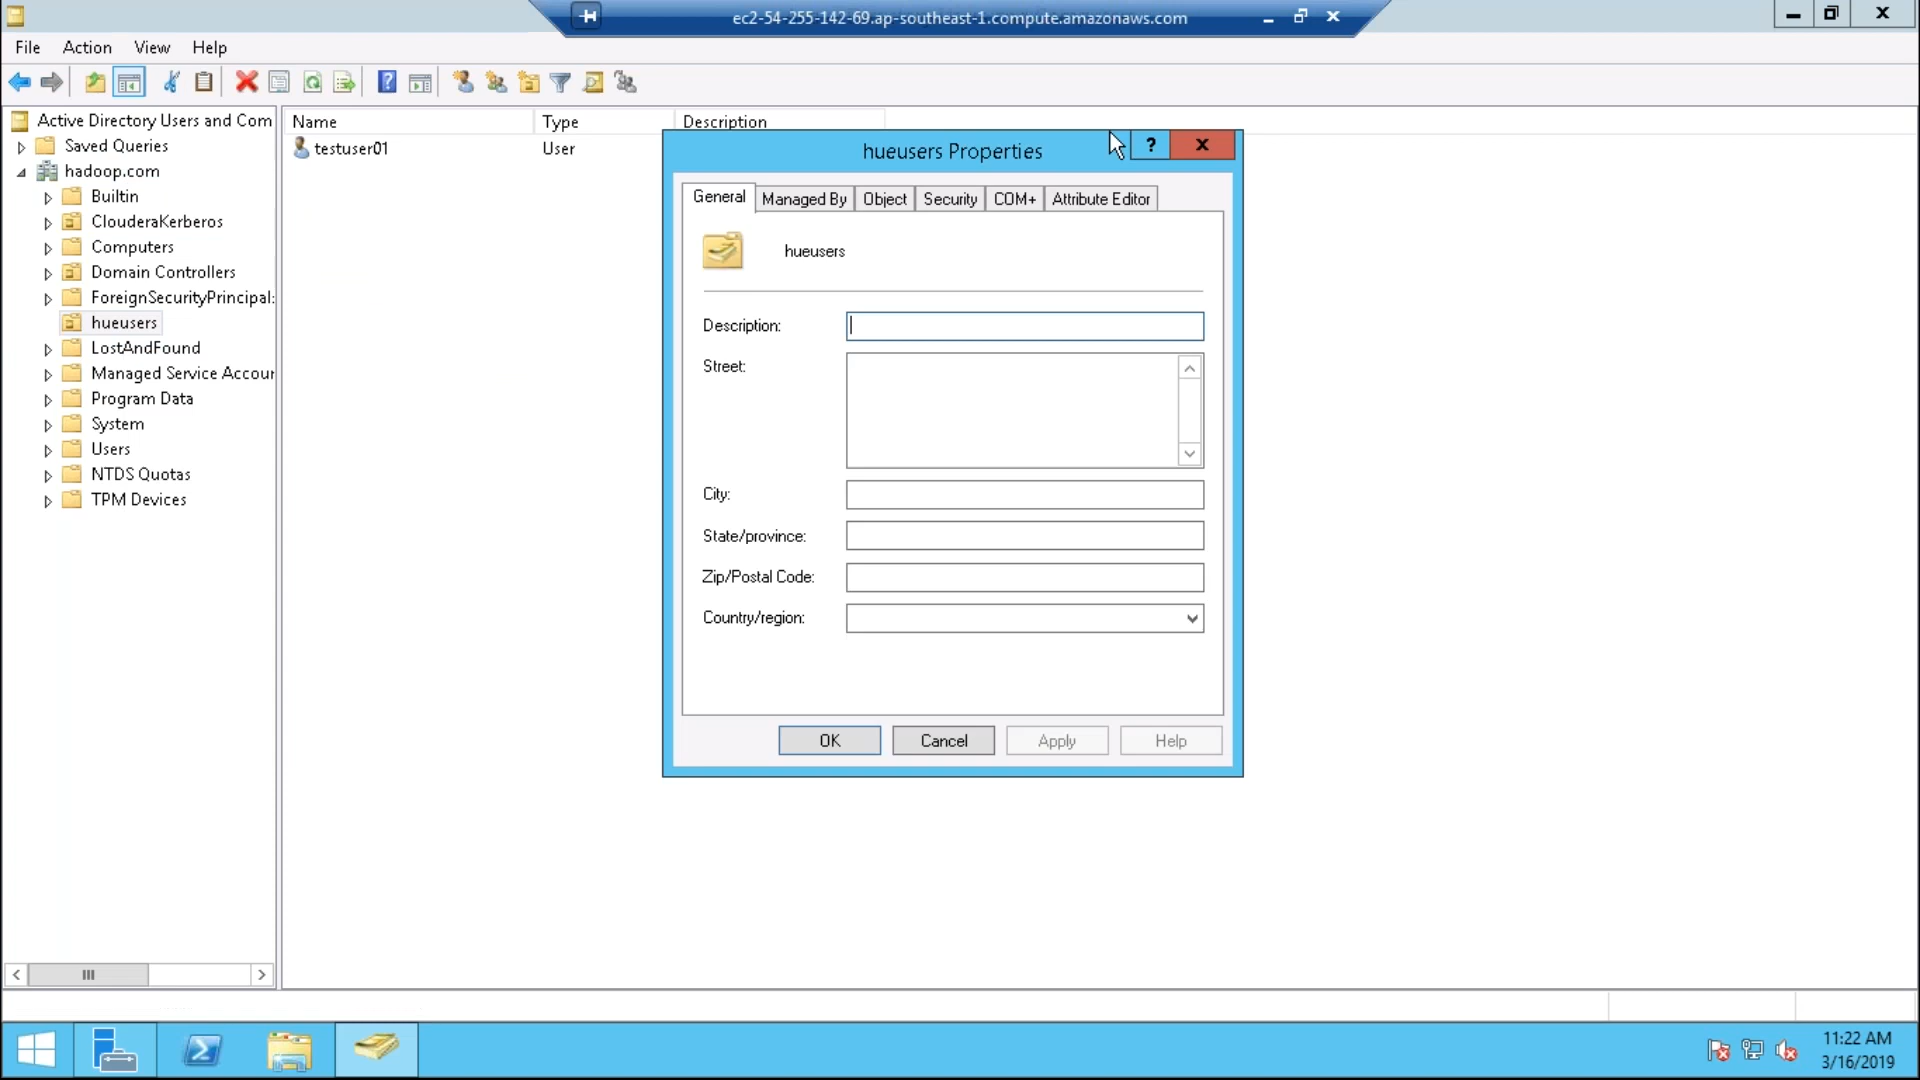 ec2-54-255-142-69.ap-southeast-1.compute.amazonaws.com
File Action View Help
Active Directory Users and Com
Saved Queries
hadoop.com
Builtin
ClouderaKerberos
Computers
Domain Controllers
ForeignSecurityPrincipal:
hueusers
LostAndFound
Managed Service Accour
Program Data
System
Users
NTDS Quotas
TPM Devices
Name Type Description
testuser01 User
hueusers Properties
?
General Managed By Object Security COM+ Attribute Editor
hueusers
Description:
Street:
City:
State/province:
Zip/Postal Code:
Country/region:
OK Cancel Apply Help
11:22 AM
3/16/2019